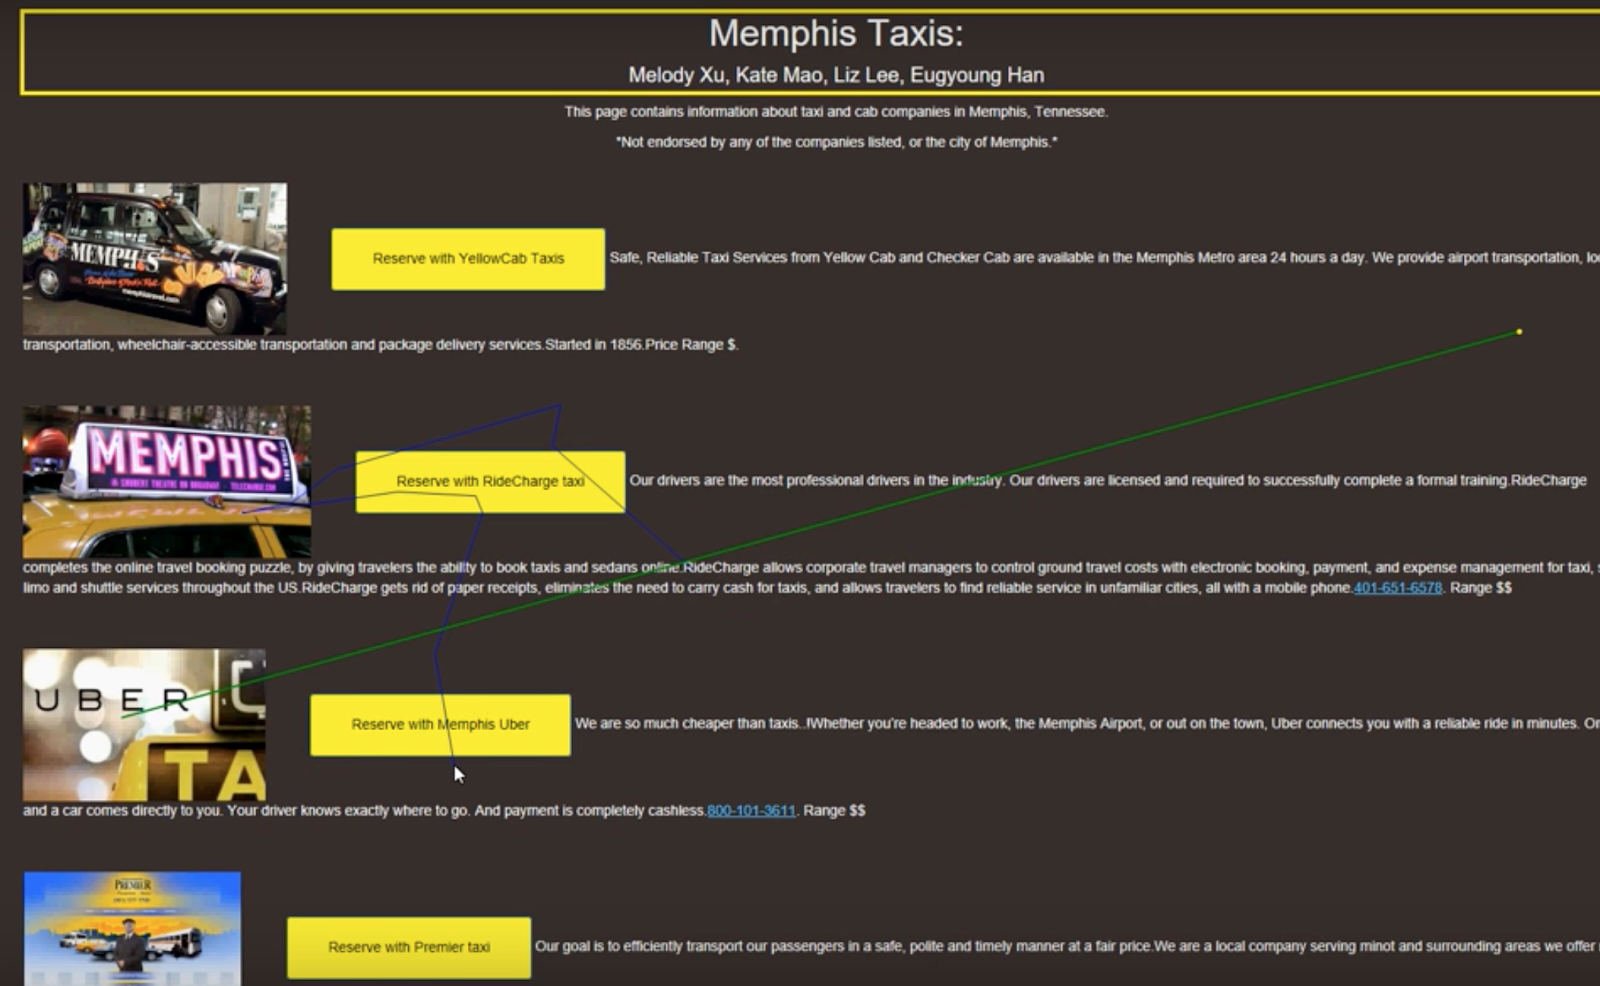 Memphis Taxis:
Melody Xu, Kate Mao, Liz Lee, Eugyoung Han
This page contains information about taxi and cab companies in Memphis, Tennessee.
*Not endorsed by any of the companies listed, or the city of Memphis.*
MEMPHIS
Reserve with YellowCab Taxis
Safe, Reliable Taxi Services from Yellow Cab and Checker Cab are available in the Memphis Metro area 24 hours a day. We provide airport transportation,
transportation, wheelchair-accessible transportation and package delivery services.Started in 1856.Price Range $.
MEMPHIS
Reserve with RideCharge taxi
Our drivers are the most professional drivers in the industry. Our drivers are licensed and required to successfully complete a formal training.RideCharge
completes the online travel booking puzzle, by giving travelers the ability to book taxis and sedans online.RideCharge allows corporate travel managers to control ground travel costs with electronic booking, payment, and expense management for taxi,
limo and shuttle services throughout the US.RideCharge gets rid of paper receipts, eliminates the need to carry cash for taxis, and allows travelers to find reliable service in unfamiliar cities, all with a mobile phone.401-651-6578. Range $$
UBER
TA
Reserve with Memphis Uber
We are so much cheaper than taxis..!Whether you're headed to work, the Memphis Airport, or out on the town, Uber connects you with a reliable ride in minutes.
and a car comes directly to you. Your driver knows exactly where to go. And payment is completely cashless.800-101-3611. Range $$
PREMIER
Reserve with Premier taxi
Our goal is to efficiently transport our passengers in a safe, polite and timely manner at a fair price.We are a local company serving minot and surrounding areas we offer